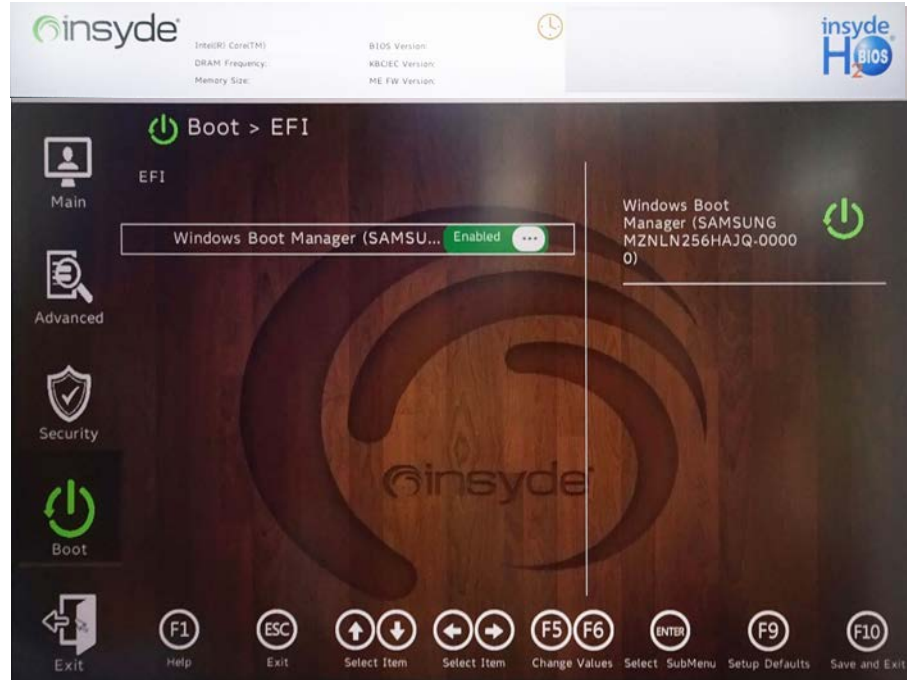 insyde
Intel(R) Core(TM)
BIOS Version:
DRAM Frequency:
KBC/EC Version:
Memory Size:
ME FW Version:
insyde
H2O BIOS
Boot > EFI
EFI
Windows Boot Manager (SAMSU... Enabled
Windows Boot
Manager (SAMSUNG
MZNLN256HAJQ-0000
0)
Main
Advanced
Security
Boot
Exit
insyde
F1
Help
ESC
Exit
Select Item
Select Item
F5 F6
Change Values
ENTER
Select SubMenu
F9
Setup Defaults
F10
Save and Exit